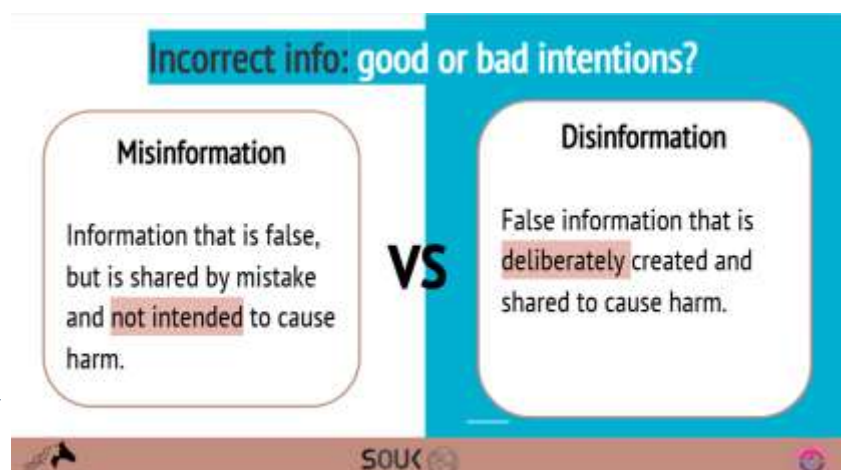 Incorrect info: good or bad intentions?
Misinformation
Information that is false,
but is shared by mistake
and not intended to cause
harm.
VS
Disinformation
False information that is
deliberately created and
shared to cause harm.
SOUK